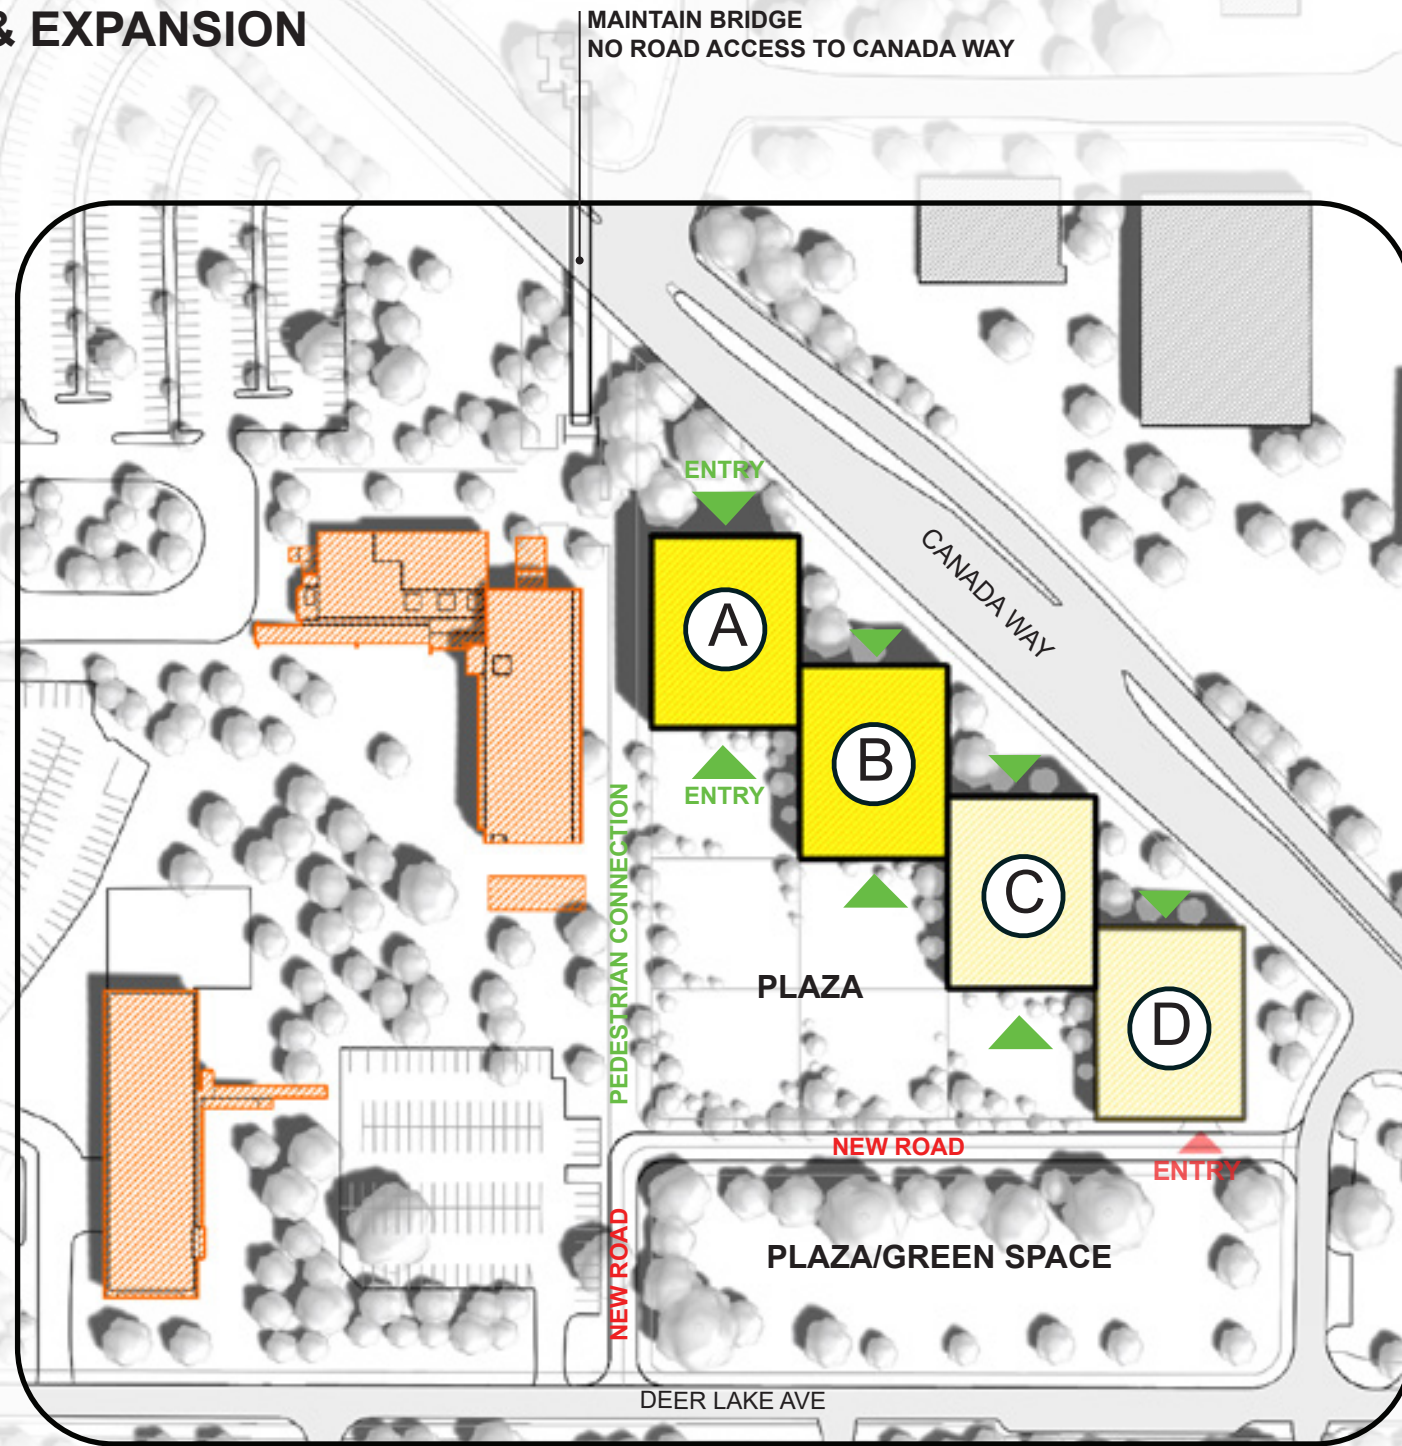 & EXPANSION
MAINTAIN BRIDGE
NO ROAD ACCESS TO CANADA WAY
ENTRY
A
CANADA WAY
B
ENTRY
PEDESTRIAN CONNECTION
C
PLAZA
D
NEW ROAD
ENTRY
NEW ROAD
PLAZA/GREEN SPACE
DEER LAKE AVE